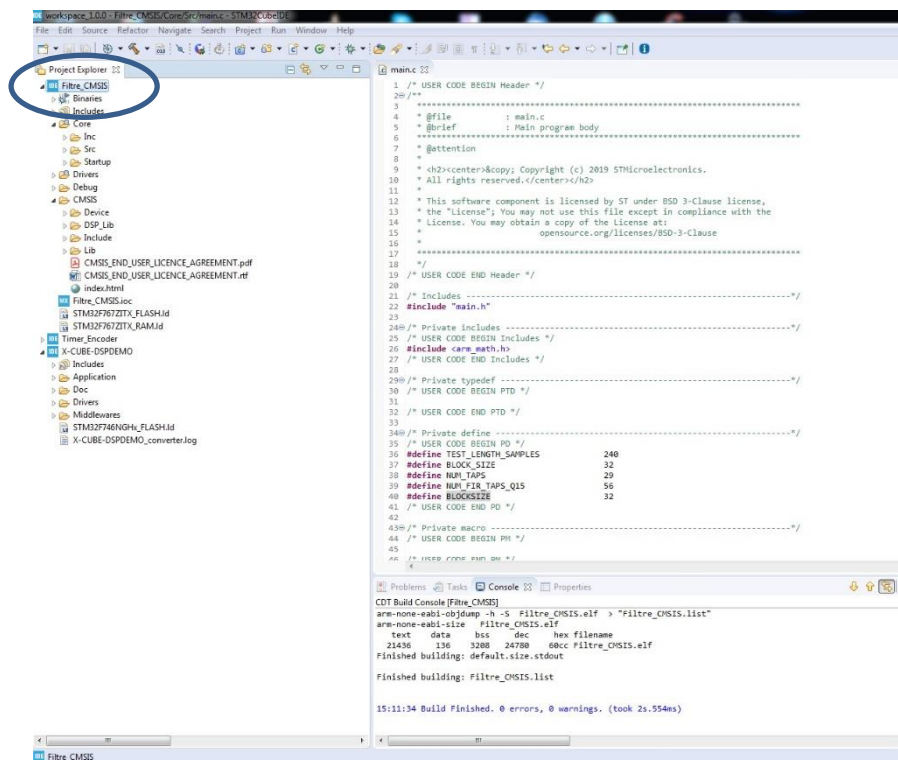 workspace_1.0.0 - Filtre_CMSIS/Core/Src/main.c - STM32CubeIDE
File Edit Source Refactor Navigate Search Project Run Window Help
Project Explorer
Filtre_CMSIS
Binaries
Includes
Core
Inc
Src
Startup
Drivers
Debug
CMSIS
Device
DSP_Lib
Include
Lib
CMSIS_END_USER_LICENCE_AGREEMENT.pdf
CMSIS_END_USER_LICENCE_AGREEMENT.rtf
index.html
Filtre_CMSIS.ioc
STM32F767ZITX_FLASH.ld
STM32F767ZITX_RAM.ld
Timer_Encoder
X-CUBE-DSPDEMO
Includes
Application
Doc
Drivers
Middlewares
STM32F746NGHx_FLASH.ld
X-CUBE-DSPDEMO_converter.log
main.c
1 /* USER CODE BEGIN Header */
2 /**
3 ******************************************************************************
4 * @file : main.c
5 * @brief : Main program body
6 ******************************************************************************
7 * @attention
8 *
9 * <h2><center>&copy; Copyright (c) 2019 STMicroelectronics.
10 * All rights reserved.</center></h2>
11 *
12 * This software component is licensed by ST under BSD 3-Clause license,
13 * the "License"; You may not use this file except in compliance with the
14 * License. You may obtain a copy of the License at:
15 * opensource.org/licenses/BSD-3-Clause
16 *
17 ******************************************************************************
18 */
19 /* USER CODE END Header */
20
21 /* Includes ------------------------------------------------------------------*/
22 #include "main.h"
23
24 /* Private includes ----------------------------------------------------------*/
25 /* USER CODE BEGIN Includes */
26 #include <arm_math.h>
27 /* USER CODE END Includes */
28
29 /* Private typedef -----------------------------------------------------------*/
30 /* USER CODE BEGIN PTD */
31
32 /* USER CODE END PTD */
33
34 /* Private define ------------------------------------------------------------*/
35 /* USER CODE BEGIN PD */
36 #define TEST_LENGTH_SAMPLES 240
37 #define BLOCK_SIZE 32
38 #define NUM_TAPS 29
39 #define NUM_FIR_TAPS_Q15 56
40 #define BLOCKSIZE 32
41 /* USER CODE END PD */
42
43 /* Private macro -------------------------------------------------------------*/
44 /* USER CODE BEGIN PM */
45
46 /* USER CODE END PM */
Problems Tasks Console Properties
CDT Build Console [Filtre_CMSIS]
arm-none-eabi-objdump -h -S Filtre_CMSIS.elf > "Filtre_CMSIS.list"
arm-none-eabi-size Filtre_CMSIS.elf
text data bss dec hex filename
21436 136 3208 24780 60cc Filtre_CMSIS.elf
Finished building: default.size.stdout
Finished building: Filtre_CMSIS.list
15:11:34 Build Finished. 0 errors, 0 warnings. (took 2s.554ms)
Filtre_CMSIS